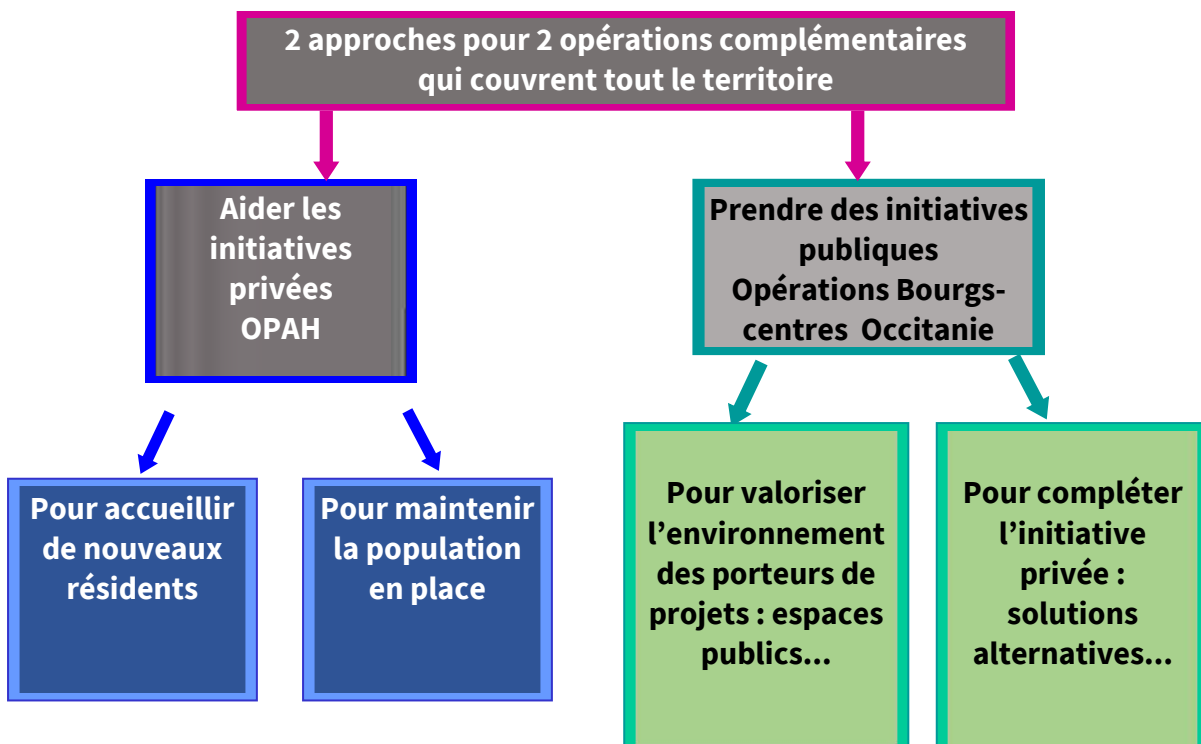 2 approches pour 2 opérations complémentaires
qui couvrent tout le territoire
Aider les
initiatives
privées
OPAH
Prendre des initiatives
publiques
Opérations Bourgs-
centres Occitanie
Pour accueillir
de nouveaux
résidents
Pour maintenir
la population
en place
Pour valoriser
l’environnement
des porteurs de
projets : espaces
publics...
Pour compléter
l’initiative
privée :
solutions
alternatives...